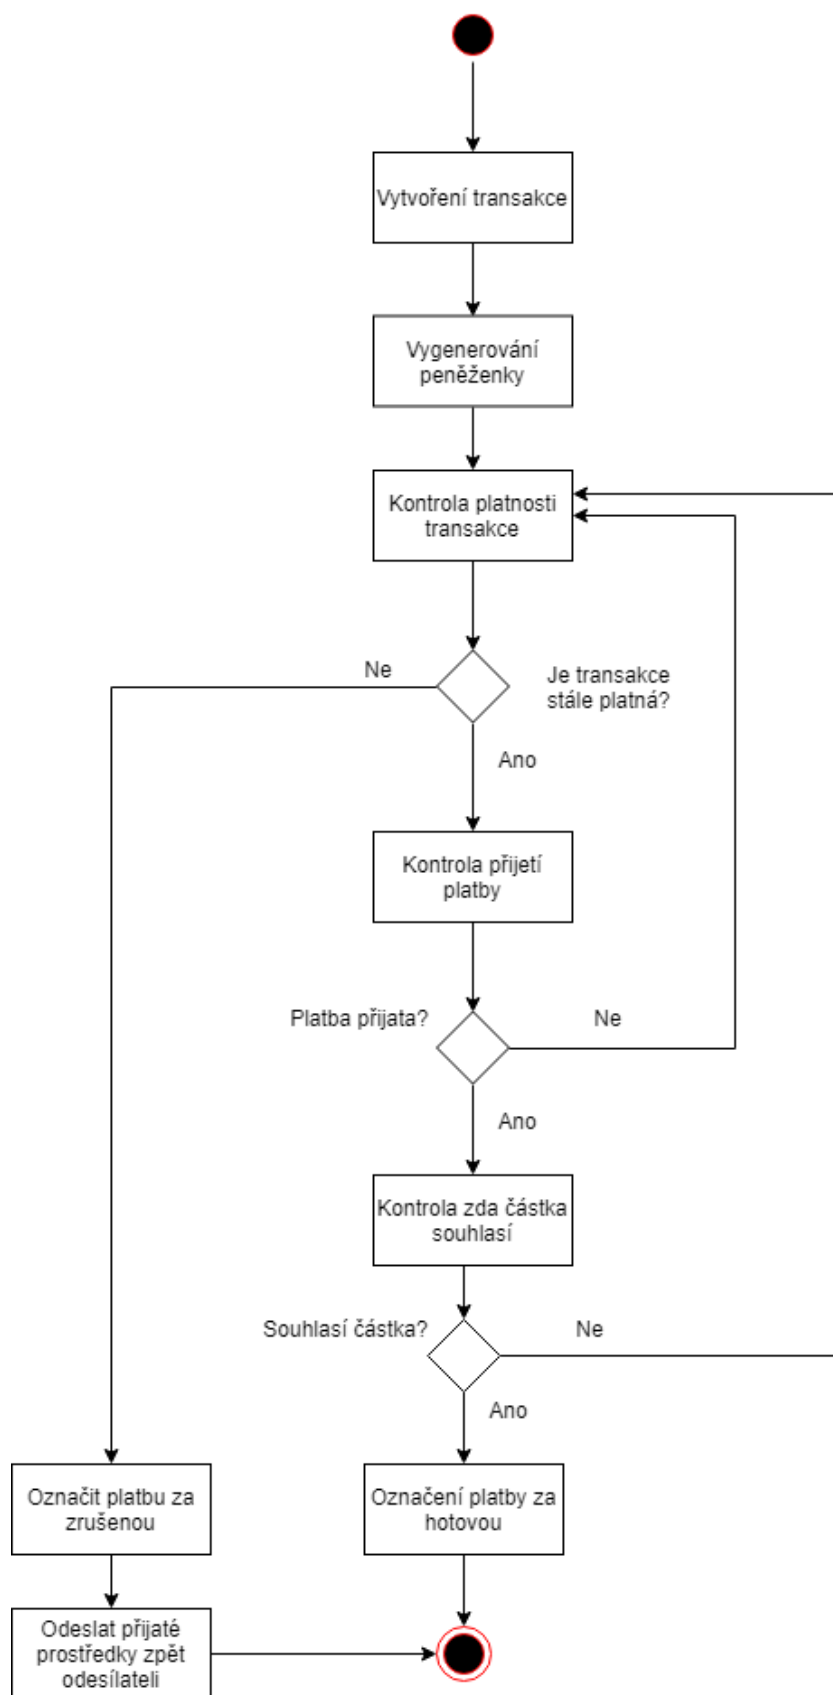 Vytvoření transakce
Vygenerování
peněženky
Kontrola platnosti
transakce
Ne
Je transakce
stále platná?
Ano
Kontrola přijetí
platby
Platba přijata?
Ne
Ano
Kontrola zda částka
souhlasí
Souhlasí částka?
Ne
Ano
Označit platbu za
zrušenou
Označení platby za
hotovou
Odeslat přijaté
prostředky zpět
odesílateli